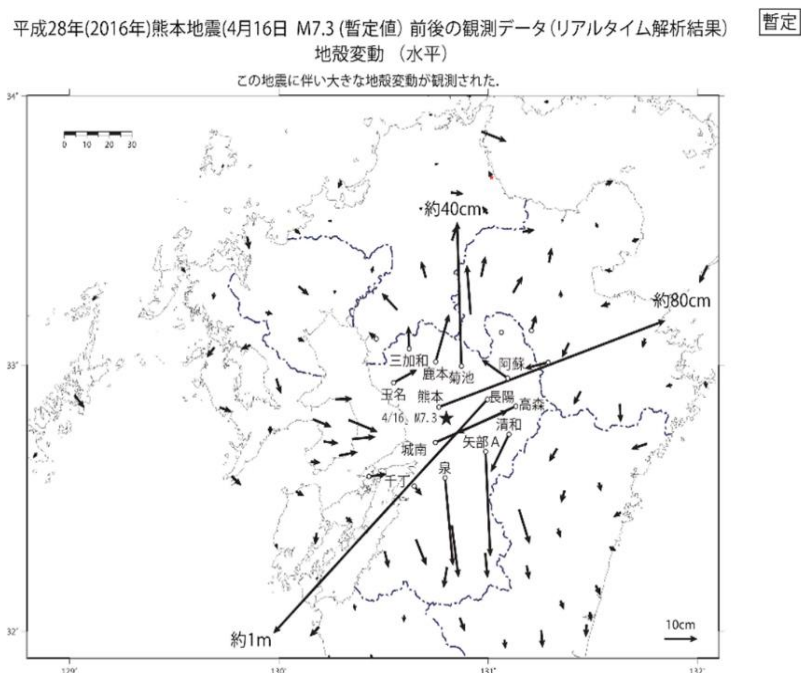 平成28年(2016年)熊本地震(4月16日 M7.3 (暫定値) 前後の観測データ(リアルタイム解析結果)
暫定
地殻変動 (水平)
この地震に伴い大きな地殻変動が観測された.
34°
0 10 20 30
約40cm
約80cm
33°
三加和
鹿本
菊池
阿蘇
玉名
熊本
長陽
高森
4/16 M7.3
清和
城南
矢部A
泉
千丁
32°
約1m
10cm
129°
130°
131°
132°